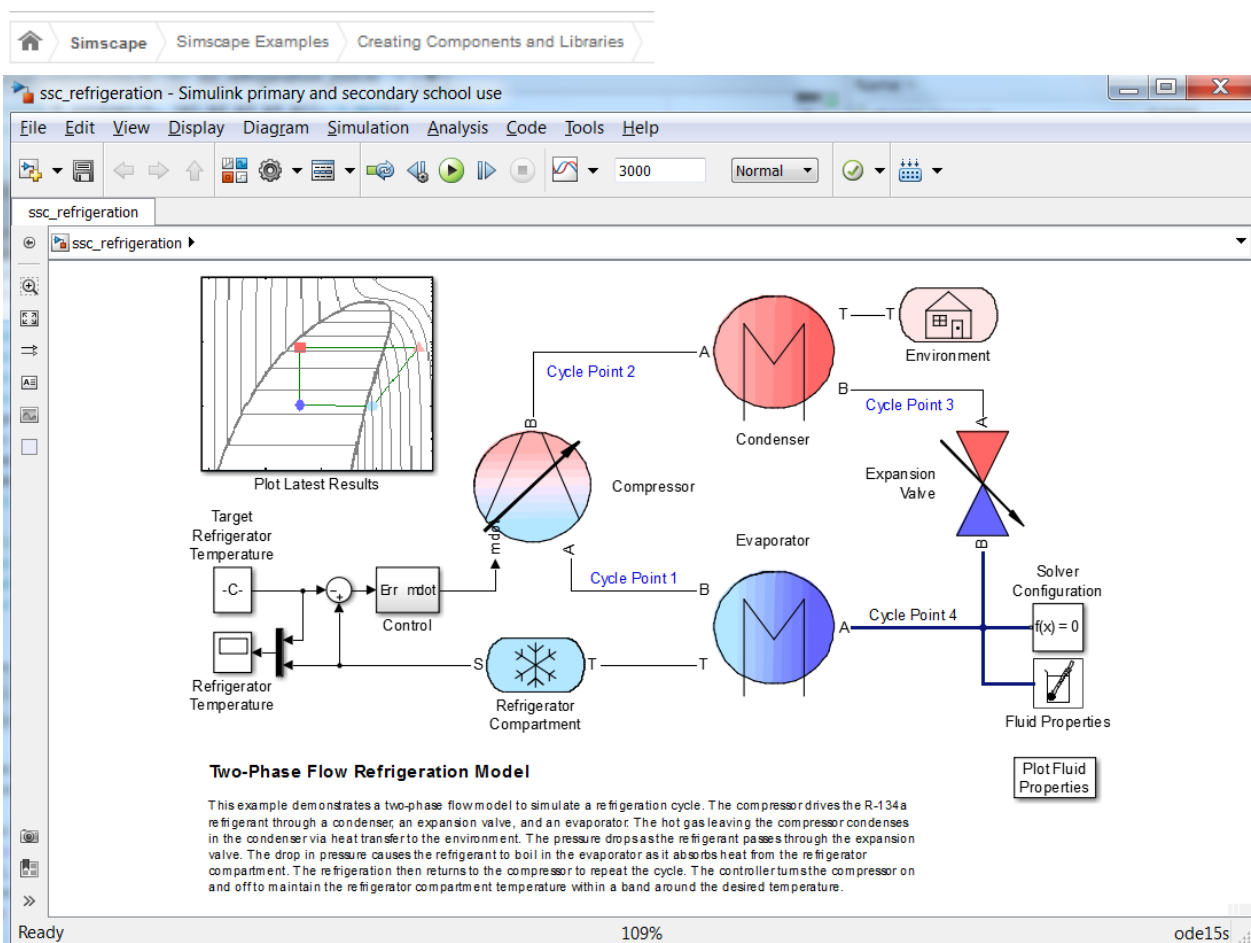 Simscape
Simscape Examples
Creating Components and Libraries
ssc_refrigeration - Simulink primary and secondary school use
File Edit View Display Diagram Simulation Analysis Code Tools Help
3000
Normal
ssc_refrigeration
ssc_refrigeration
Plot Latest Results
Cycle Point 2
A
Condenser
T
T
Environment
B
Cycle Point 3
A
Expansion
Valve
B
B
Compressor
mdot
A
Target
Refrigerator
Temperature
-C-
-
+
Err mdot
Control
Cycle Point 1
B
Evaporator
A
Cycle Point 4
Solver
Configuration
f(x) = 0
Fluid Properties
S
T
T
Refrigerator
Compartment
Refrigerator
Temperature
Plot Fluid
Properties
Two-Phase Flow Refrigeration Model
This example demonstrates a two-phase flow model to simulate a refrigeration cycle. The compressor drives the R-134a
refrigerant through a condenser, an expansion valve, and an evaporator. The hot gas leaving the compressor condenses
in the condenser via heat transfer to the environment. The pressure drops as the refrigerant passes through the expansion
valve. The drop in pressure causes the refrigerant to boil in the evaporator as it absorbs heat from the refrigerator
compartment. The refrigeration then returns to the compressor to repeat the cycle. The controller turns the compressor on
and off to maintain the refrigerator compartment temperature within a band around the desired temperature.
Ready
109%
ode15s